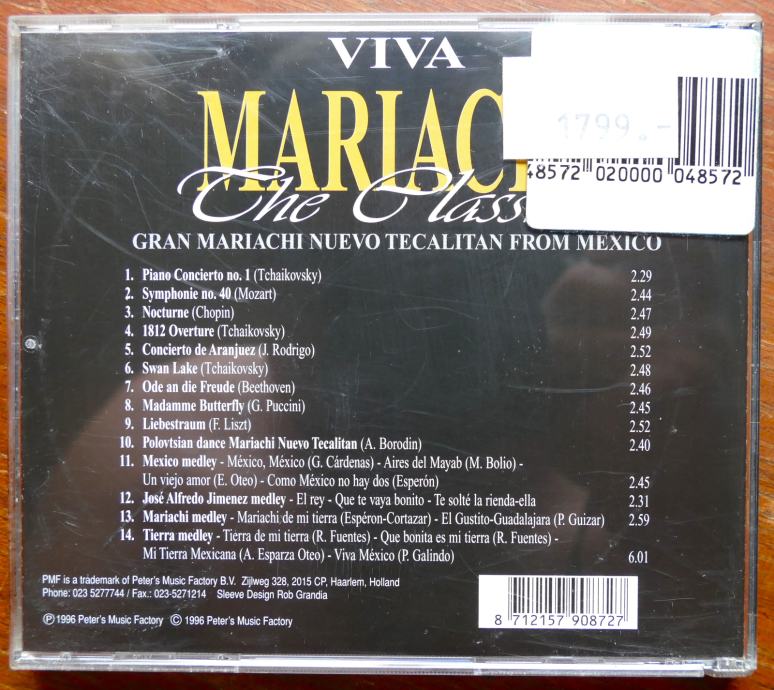 VIVA
MARIAC
The Class
1799.-
48572 020000 048572
GRAN MARIACHI NUEVO TECALITAN FROM MEXICO
1. Piano Concierto no. 1 (Tchaikovsky) 2.29
2. Symphonie no. 40 (Mozart) 2.44
3. Nocturne (Chopin) 2.47
4. 1812 Overture (Tchaikovsky) 2.49
5. Concierto de Aranjuez (J. Rodrigo) 2.52
6. Swan Lake (Tchaikovsky) 2.48
7. Ode an die Freude (Beethoven) 2.46
8. Madamme Butterfly (G. Puccini) 2.45
9. Liebestraum (F. Liszt) 2.52
10. Polovtsian dance Mariachi Nuevo Tecalitan (A. Borodin) 2.40
11. Mexico medley - México, México (G. Cárdenas) - Aires del Mayab (M. Bolio) -
Un viejo amor (E. Oteo) - Como México no hay dos (Esperón) 2.45
12. José Alfredo Jimenez medley - El rey - Que te vaya bonito - Te solté la rienda-ella 2.31
13. Mariachi medley - Mariachi de mi tierra (Espéron-Cortazar) - El Gustito-Guadalajara (P. Guizar) 2.59
14. Tierra medley - Tierra de mi tierra (R. Fuentes) - Que bonita es mi tierra (R. Fuentes) -
Mi Tierra Mexicana (A. Esparza Oteo) - Viva México (P. Galindo) 6.01
PMF is a trademark of Peter's Music Factory B.V. Zijlweg 328, 2015 CP, Haarlem, Holland
Phone: 023 5277744 / Fax.: 023-5271214 Sleeve Design Rob Grandia
℗ 1996 Peter's Music Factory © 1996 Peter's Music Factory
8 712157 908727